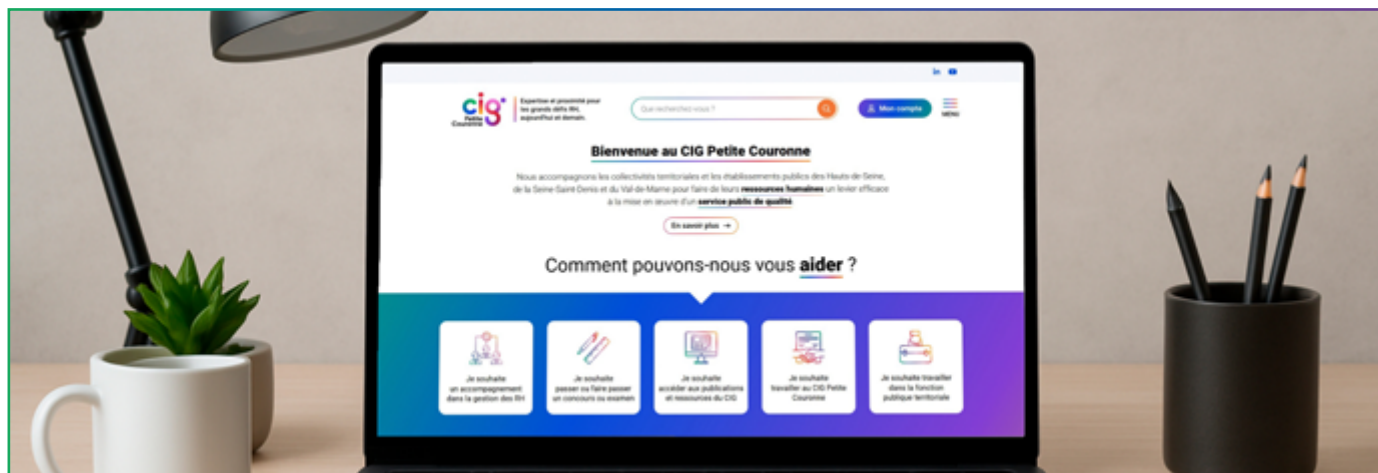 in
cig
Petite
Couronne
Expertise et proximité pour
les grands défis RH,
aujourd'hui et demain.
Que recherchez-vous ?
Mon compte
MENU
Bienvenue au CIG Petite Couronne
Nous accompagnons les collectivités territoriales et les établissements publics des Hauts-de-Seine,
de la Seine-Saint-Denis et du Val-de-Marne pour faire de leurs ressources humaines un levier efficace
à la mise en œuvre d'un service public de qualité.
En savoir plus →
Comment pouvons-nous vous aider ?
Je souhaite
un accompagnement
dans la gestion des RH
Je souhaite
passer ou faire passer
un concours ou examen
Je souhaite
accéder aux publications
et ressources du CIG
Je souhaite
travailler au CIG Petite
Couronne
Je souhaite travailler
dans la fonction
publique territoriale